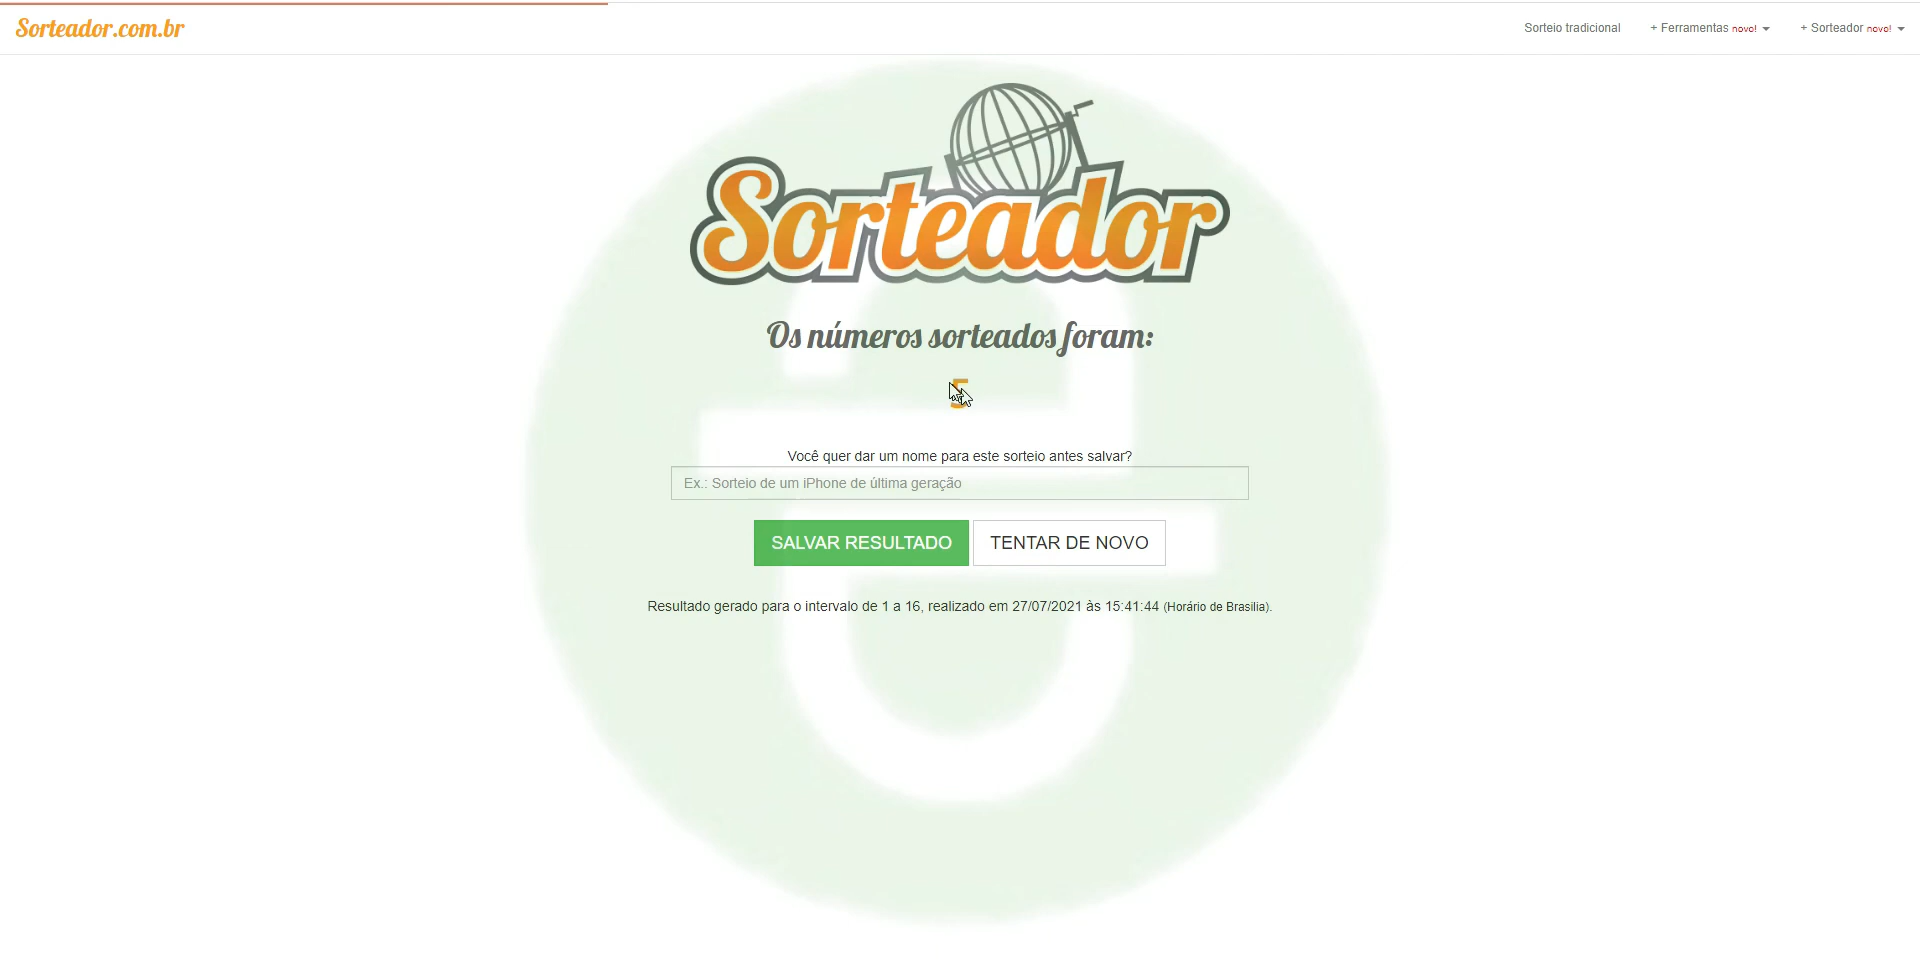 Sorteador.com.br
Sorteio tradicional + Ferramentas novo! + Sorteador novo!
Sorteador
Os números sorteados foram:
5
Você quer dar um nome para este sorteio antes salvar?
Ex.: Sorteio de um iPhone de última geração
SALVAR RESULTADO TENTAR DE NOVO
Resultado gerado para o intervalo de 1 a 16, realizado em 27/07/2021 às 15:41:44 (Horário de Brasilia).